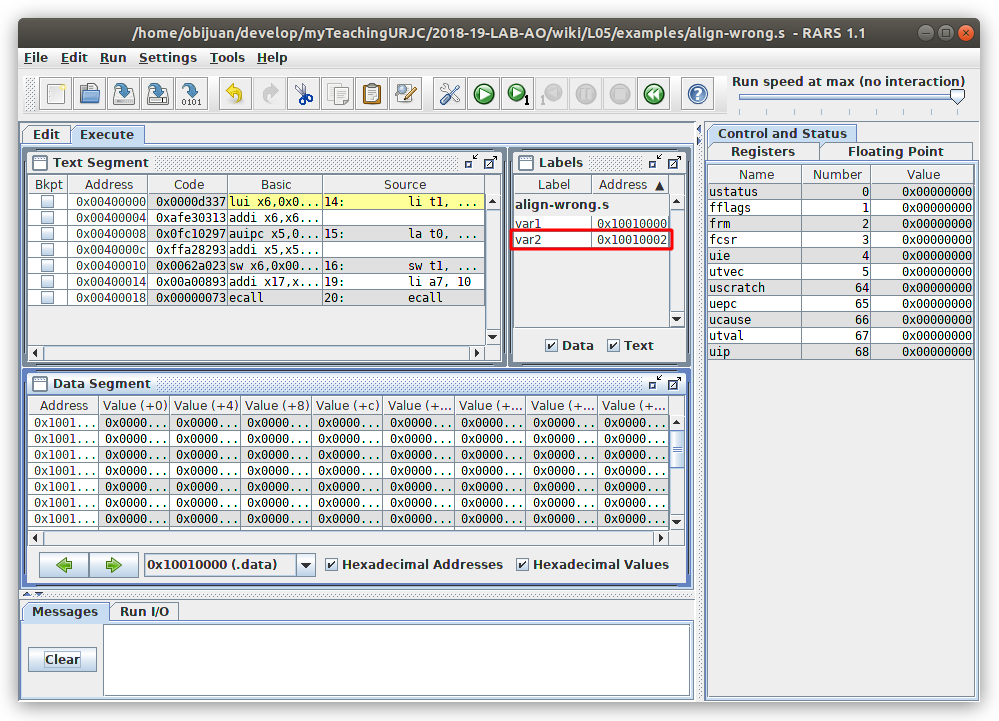 /home/obijuan/develop/myTeachingURJC/2018-19-LAB-AO/wiki/L05/examples/align-wrong.s - RARS 1.1
File Edit Run Settings Tools Help
0101 1 1 Run speed at max (no interaction)
Edit Execute
Text Segment
Bkpt Address Code Basic Source
0x00400000 0x0000d337 lui x6,0x0... 14: li t1, ...
0x00400004 0xafe30313 addi x6,x6...
0x00400008 0x0fc10297 auipc x5,0... 15: la t0, ...
0x0040000c 0xffa28293 addi x5,x5...
0x00400010 0x0062a023 sw x6,0x00... 16: sw t1, ...
0x00400014 0x00a00893 addi x17,x... 19: li a7, 10
0x00400018 0x00000073 ecall 20: ecall
Labels
Label Address ▲
align-wrong.s
var1 0x10010000
var2 0x10010002
Data Text
Data Segment
Address Value (+0) Value (+4) Value (+8) Value (+c) Value (+... Value (+... Value (+... Value (+...
0x1001... 0x0000... 0x0000... 0x0000... 0x0000... 0x0000... 0x0000... 0x0000... 0x0000...
0x1001... 0x0000... 0x0000... 0x0000... 0x0000... 0x0000... 0x0000... 0x0000... 0x0000...
0x1001... 0x0000... 0x0000... 0x0000... 0x0000... 0x0000... 0x0000... 0x0000... 0x0000...
0x1001... 0x0000... 0x0000... 0x0000... 0x0000... 0x0000... 0x0000... 0x0000... 0x0000...
0x1001... 0x0000... 0x0000... 0x0000... 0x0000... 0x0000... 0x0000... 0x0000... 0x0000...
0x1001... 0x0000... 0x0000... 0x0000... 0x0000... 0x0000... 0x0000... 0x0000... 0x0000...
0x1001... 0x0000... 0x0000... 0x0000... 0x0000... 0x0000... 0x0000... 0x0000... 0x0000...
0x10010000 (.data) Hexadecimal Addresses Hexadecimal Values
Messages Run I/O
Clear
Control and Status
Registers Floating Point
Name Number Value
ustatus 0 0x00000000
fflags 1 0x00000000
frm 2 0x00000000
fcsr 3 0x00000000
uie 4 0x00000000
utvec 5 0x00000000
uscratch 64 0x00000000
uepc 65 0x00000000
ucause 66 0x00000000
utval 67 0x00000000
uip 68 0x00000000